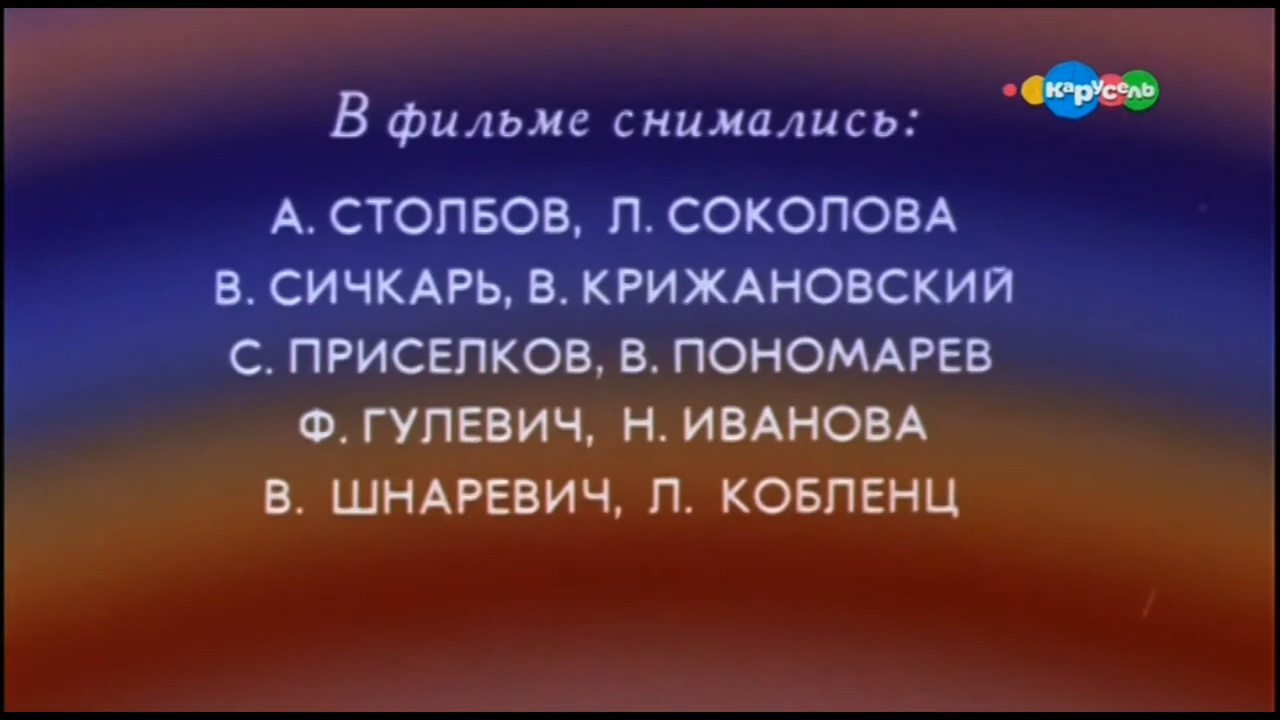 карусель
В фильме снимались:
А. СТОЛБОВ, Л. СОКОЛОВА
В. СИЧКАРЬ, В. КРИЖАНОВСКИЙ
С. ПРИСЕЛКОВ, В. ПОНОМАРЕВ
Ф. ГУЛЕВИЧ, Н. ИВАНОВА
В. ШНАРЕВИЧ, Л. КОБЛЕНЦ